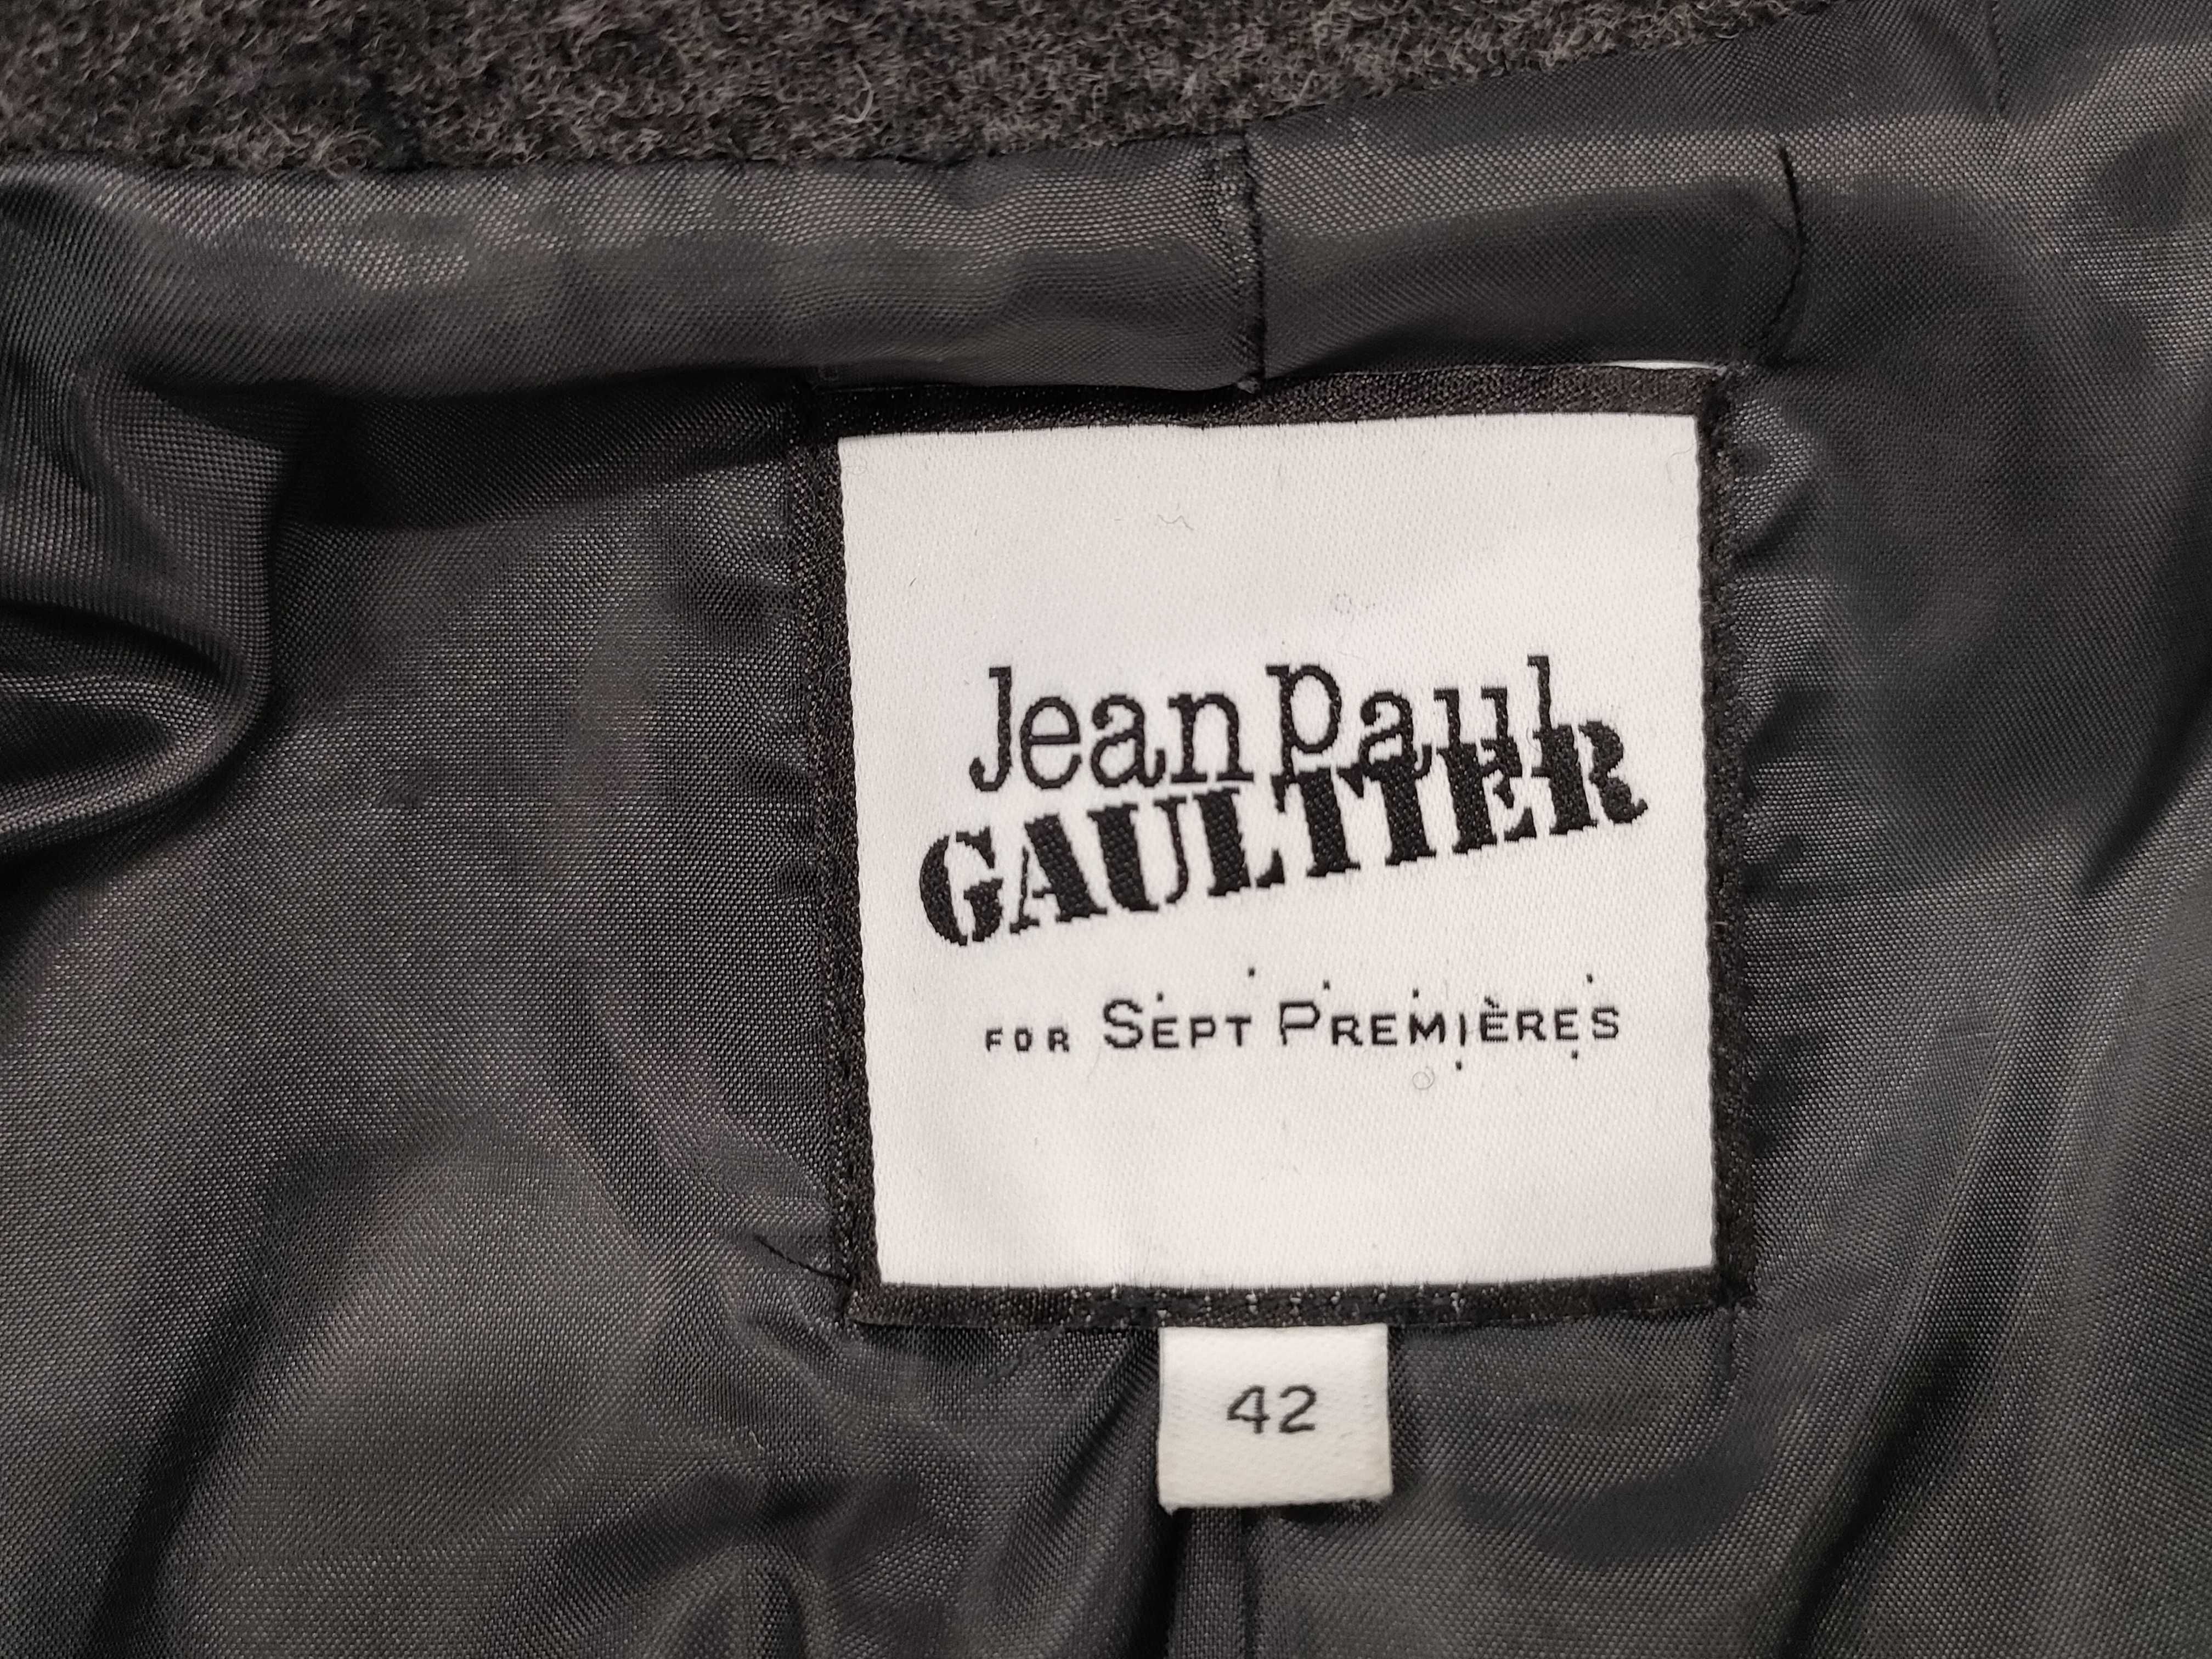 Jean Paul
GAULTIER
FOR SEPT PREMIÈRES
42